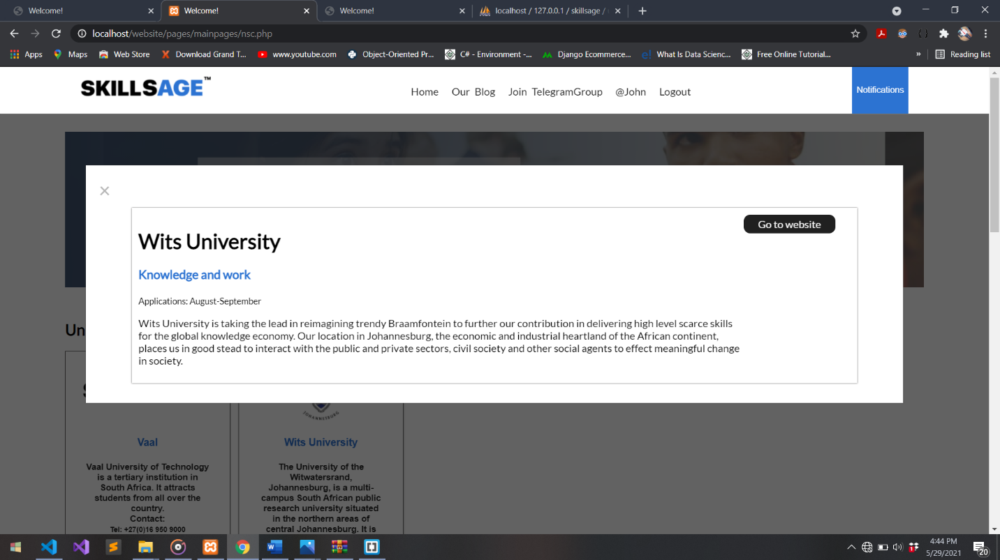 Welcome!
Welcome!
Welcome!
localhost / 127.0.0.1 / skillsage /
localhost/website/pages/mainpages/nsc.php
Apps
Maps
Web Store
Download Grand T...
www.youtube.com
Object-Oriented Pr...
C# - Environment -...
Django Ecommerce...
What Is Data Scienc...
Free Online Tutorial...
»
Reading list
SKILLSAGE™
Home
Our Blog
Join TelegramGroup
@John
Logout
Notifications
Go to website
Wits University
Knowledge and work
Applications: August-September
Wits University is taking the lead in reimagining trendy Braamfontein to further our contribution in delivering high level scarce skills
for the global knowledge economy. Our location in Johannesburg, the economic and industrial heartland of the African continent,
places us in good stead to interact with the public and private sectors, civil society and other social agents to effect meaningful change
in society.
Un
JOHANNESBURG
Vaal
Vaal University of Technology
is a tertiary institution in
South Africa. It attracts
students from all over the
country.
Contact:
Tel: +27(0)16 950 9000
Wits University
The University of the
Witwatersrand,
Johannesburg, is a multi-
campus South African public
research university situated
in the northern areas of
central Johannesburg. It is
4:44 PM
5/29/2021
20